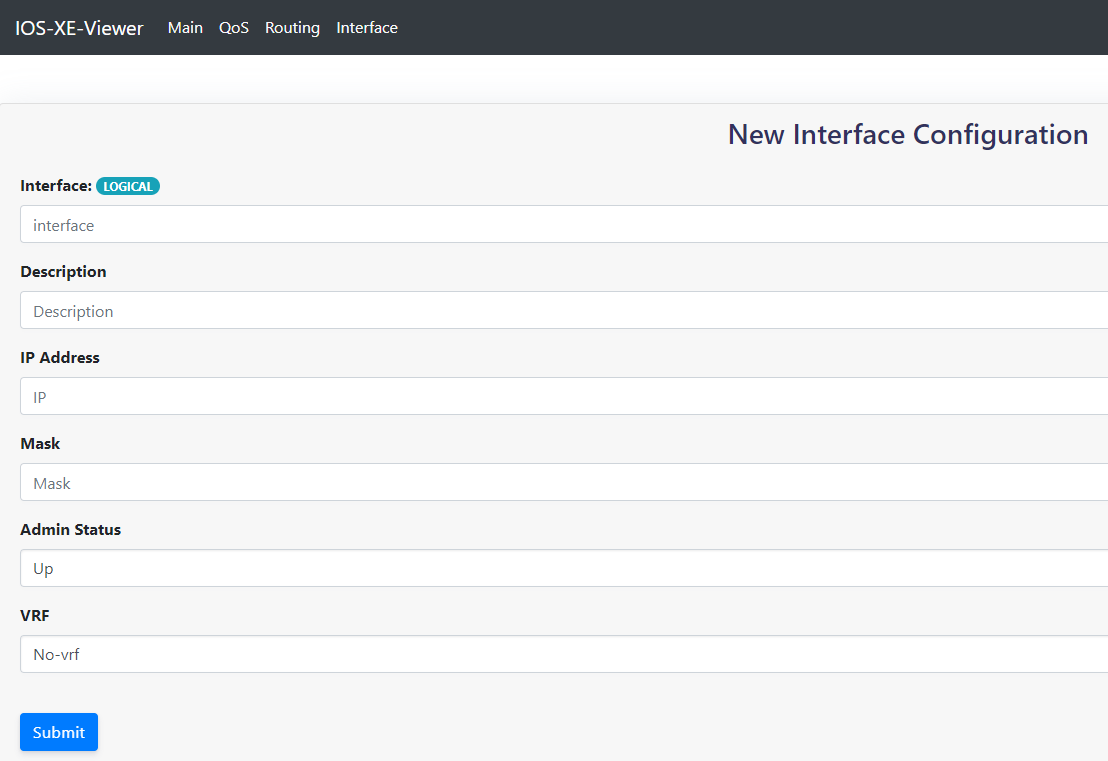 IOS-XE-Viewer Main QoS Routing Interface
New Interface Configuration
Interface: LOGICAL
interface
Description
Description
IP Address
IP
Mask
Mask
Admin Status
Up
VRF
No-vrf
Submit